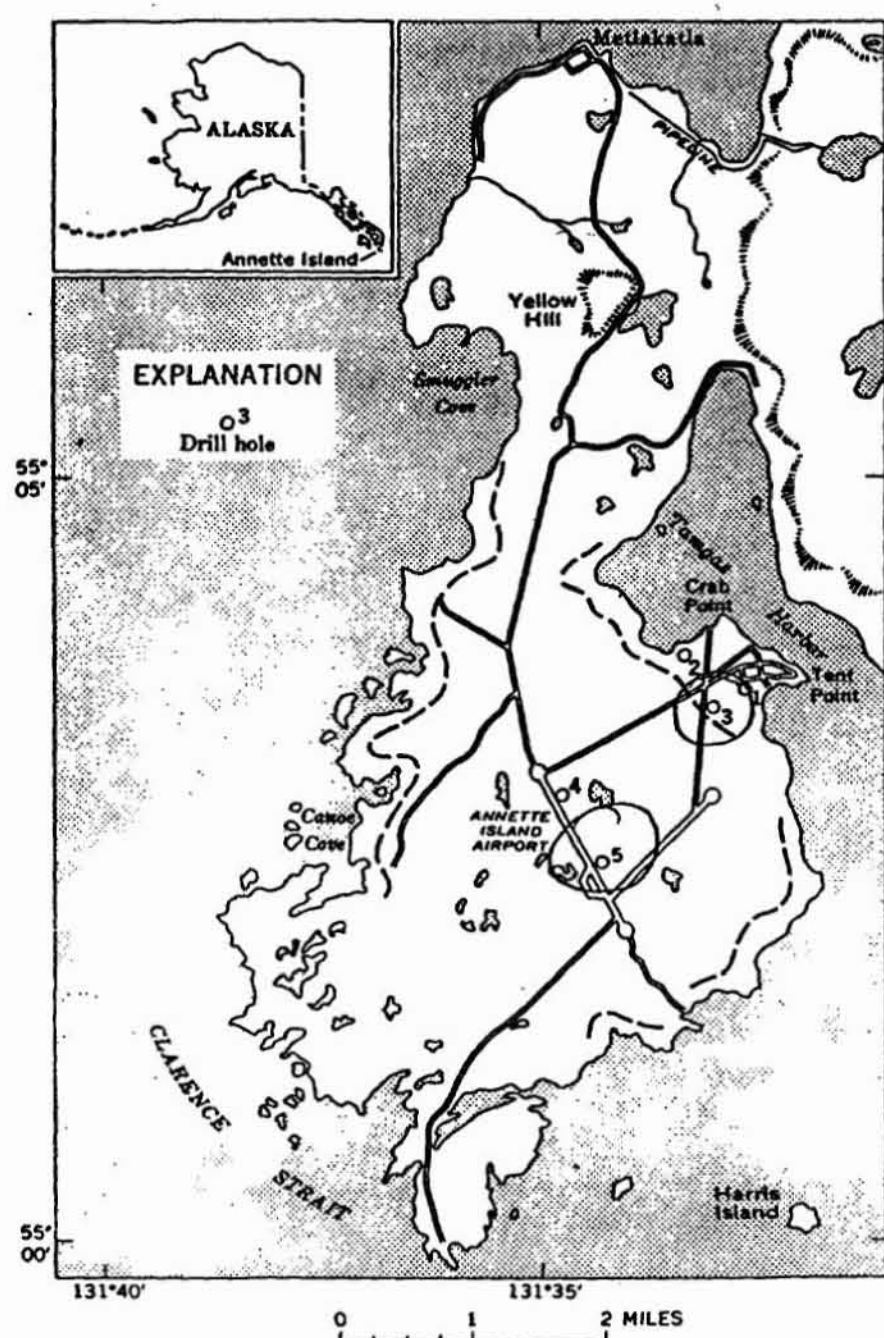 Metlakatla
ALASKA
Annette Island
PIPELINE
Yellow
Hill
Smuggler
Cove
EXPLANATION
3
Drill hole
55°
05'
Tamgas
Harbor
Crab
Point
2
1
Tent
Point
3
4
ANNETTE
ISLAND
AIRPORT
5
Canoe
Cove
CLARENCE
STRAIT
Harris
Island
55°
00'
131°40'
131°35'
0 1 2 MILES